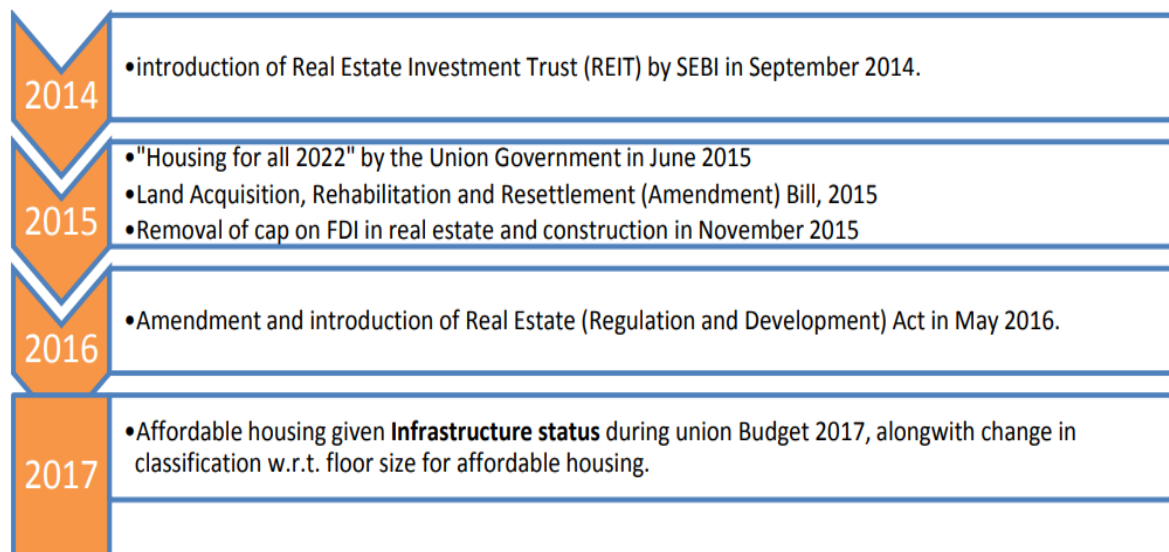 2014
•introduction of Real Estate Investment Trust (REIT) by SEBI in September 2014.
2015
•"Housing for all 2022" by the Union Government in June 2015
•Land Acquisition, Rehabilitation and Resettlement (Amendment) Bill, 2015
•Removal of cap on FDI in real estate and construction in November 2015
2016
•Amendment and introduction of Real Estate (Regulation and Development) Act in May 2016.
2017
•Affordable housing given Infrastructure status during union Budget 2017, alongwith change in
classification w.r.t. floor size for affordable housing.